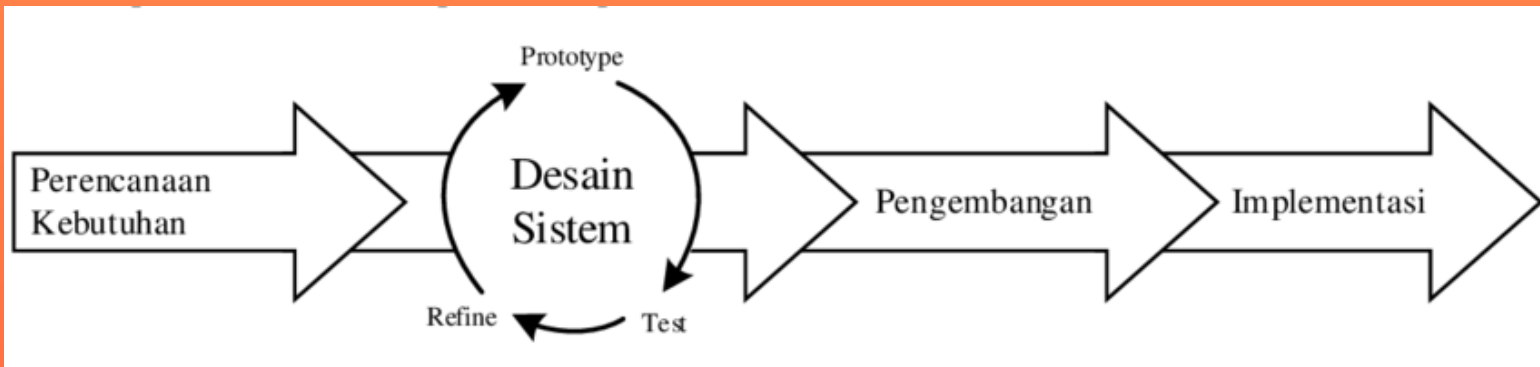 Perencanaan
Kebutuhan
Prototype
Desain
Sistem
Refine
Test
Pengembangan
Implementasi